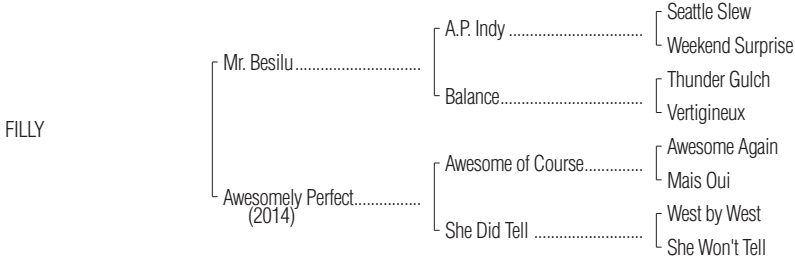 Seattle Slew
A.P. Indy ................................
Weekend Surprise
Mr. Besilu..............................
Thunder Gulch
Balance..................................
Vertigineux
FILLY
Awesome Again
Awesome of Course..............
Mais Oui
Awesomely Perfect................
(2014)
West by West
She Did Tell ..........................
She Won't Tell